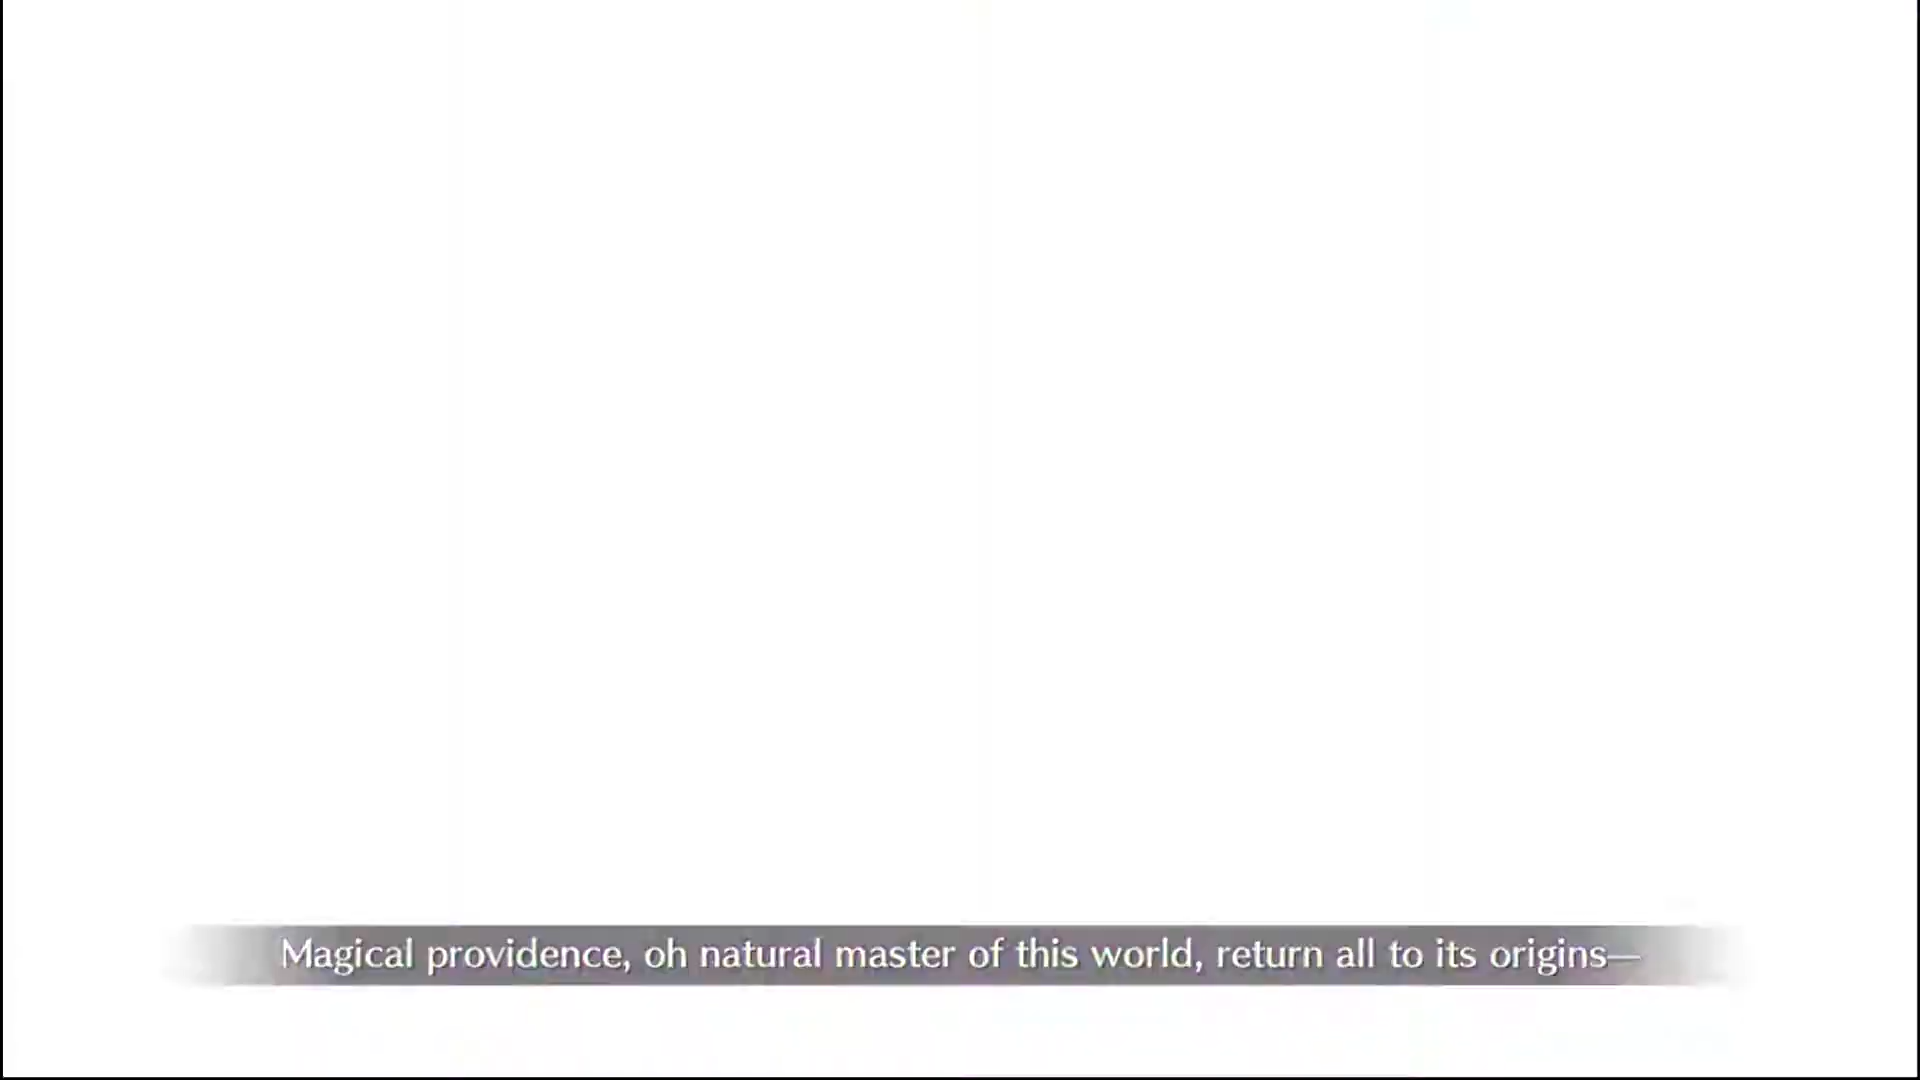 Magical providence, oh natural master of this world, return all to its origins—